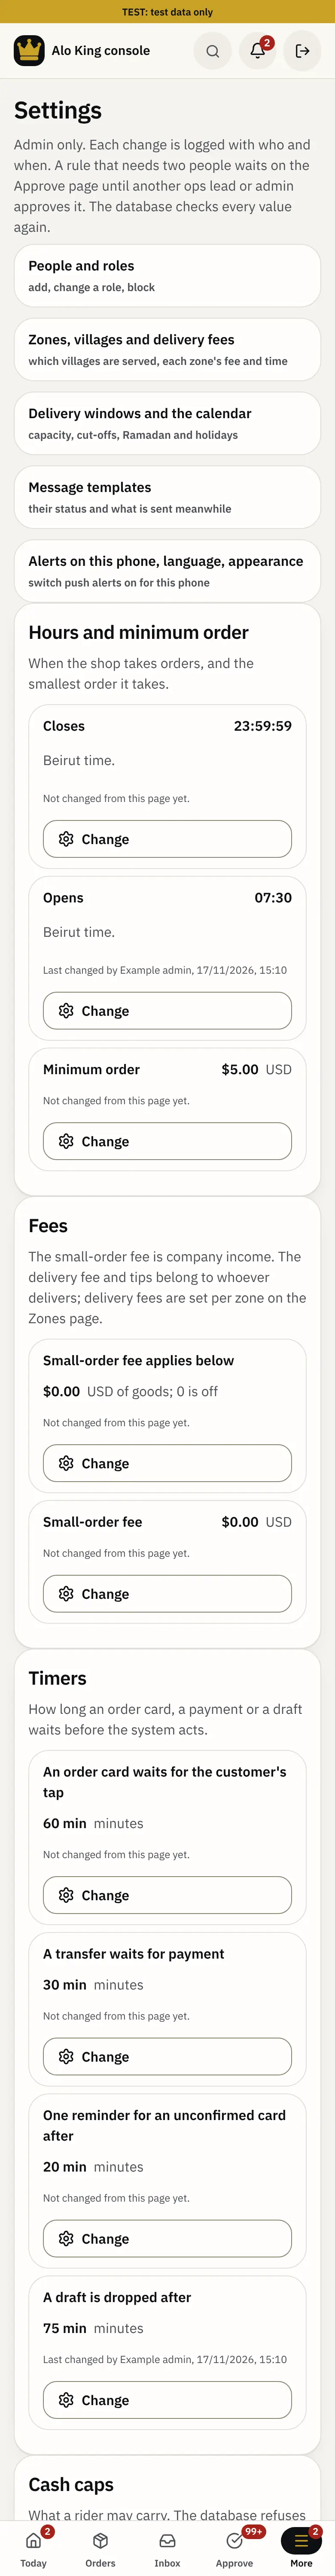 TEST: test data only
Alo King console
2
Settings
Admin only. Each change is logged with who and
when. A rule that needs two people waits on the
Approve page until another ops lead or admin
approves it. The database checks every value
again.
People and roles
add, change a role, block
Zones, villages and delivery fees
which villages are served, each zone's fee and time
Delivery windows and the calendar
capacity, cut-offs, Ramadan and holidays
Message templates
their status and what is sent meanwhile
Alerts on this phone, language, appearance
switch push alerts on for this phone
Hours and minimum order
When the shop takes orders, and the
smallest order it takes.
Closes 23:59:59
Beirut time.
Not changed from this page yet.
Change
Opens 07:30
Beirut time.
Last changed by Example admin, 17/11/2026, 15:10
Change
Minimum order $5.00 USD
Not changed from this page yet.
Change
Fees
The small-order fee is company income. The
delivery fee and tips belong to whoever
delivers; delivery fees are set per zone on the
Zones page.
Small-order fee applies below
$0.00 USD of goods; 0 is off
Not changed from this page yet.
Change
Small-order fee $0.00 USD
Not changed from this page yet.
Change
Timers
How long an order card, a payment or a draft
waits before the system acts.
An order card waits for the customer's
tap
60 min minutes
Not changed from this page yet.
Change
A transfer waits for payment
30 min minutes
Not changed from this page yet.
Change
One reminder for an unconfirmed card
after
20 min minutes
Not changed from this page yet.
Change
A draft is dropped after
75 min minutes
Last changed by Example admin, 17/11/2026, 15:10
Change
Cash caps
What a rider may carry. The database refuses
2 99+ 2
Today Orders Inbox Approve More